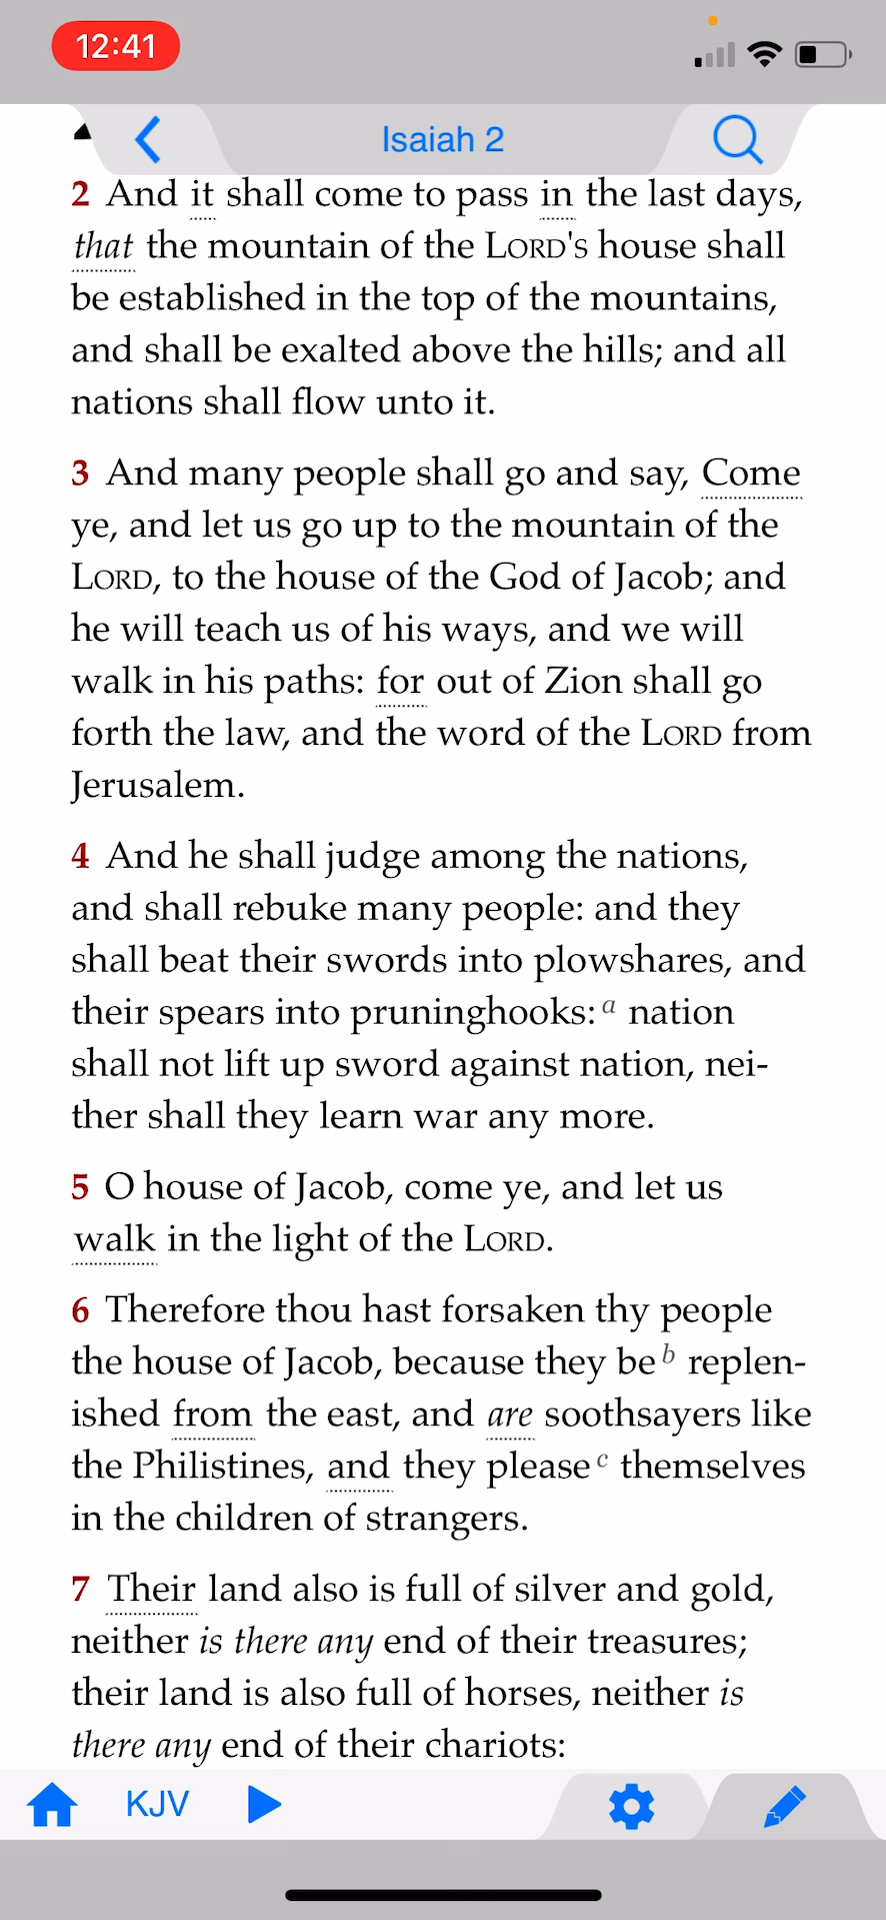 12:41
Isaiah 2
2 And it shall come to pass in the last days,
that the mountain of the LORD's house shall
be established in the top of the mountains,
and shall be exalted above the hills; and all
nations shall flow unto it.
3 And many people shall go and say, Come
ye, and let us go up to the mountain of the
LORD, to the house of the God of Jacob; and
he will teach us of his ways, and we will
walk in his paths: for out of Zion shall go
forth the law, and the word of the LORD from
Jerusalem.
4 And he shall judge among the nations,
and shall rebuke many people: and they
shall beat their swords into plowshares, and
their spears into pruninghooks: a nation
shall not lift up sword against nation, nei-
ther shall they learn war any more.
5 O house of Jacob, come ye, and let us
walk in the light of the LORD.
6 Therefore thou hast forsaken thy people
the house of Jacob, because they be b replen-
ished from the east, and are soothsayers like
the Philistines, and they please c themselves
in the children of strangers.
7 Their land also is full of silver and gold,
neither is there any end of their treasures;
their land is also full of horses, neither is
there any end of their chariots:
KJV